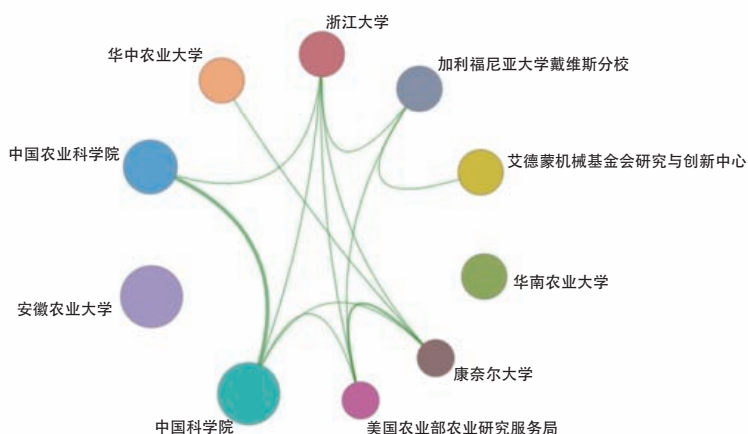 浙江大学
华中农业大学
加利福尼亚大学戴维斯分校
中国农业科学院
艾德蒙机械基金会研究与创新中心
华南农业大学
安徽农业大学
康奈尔大学
中国科学院
美国农业部农业研究服务局